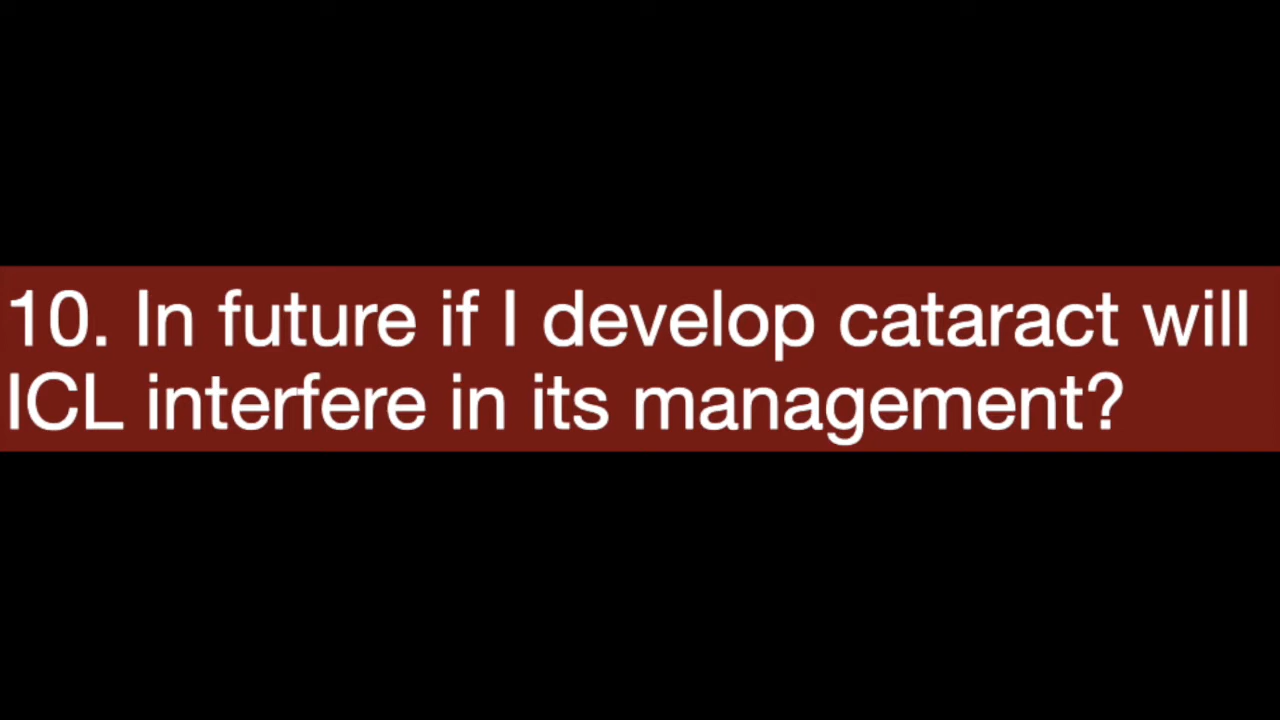 10. In future if I develop cataract will
ICL interfere in its management?